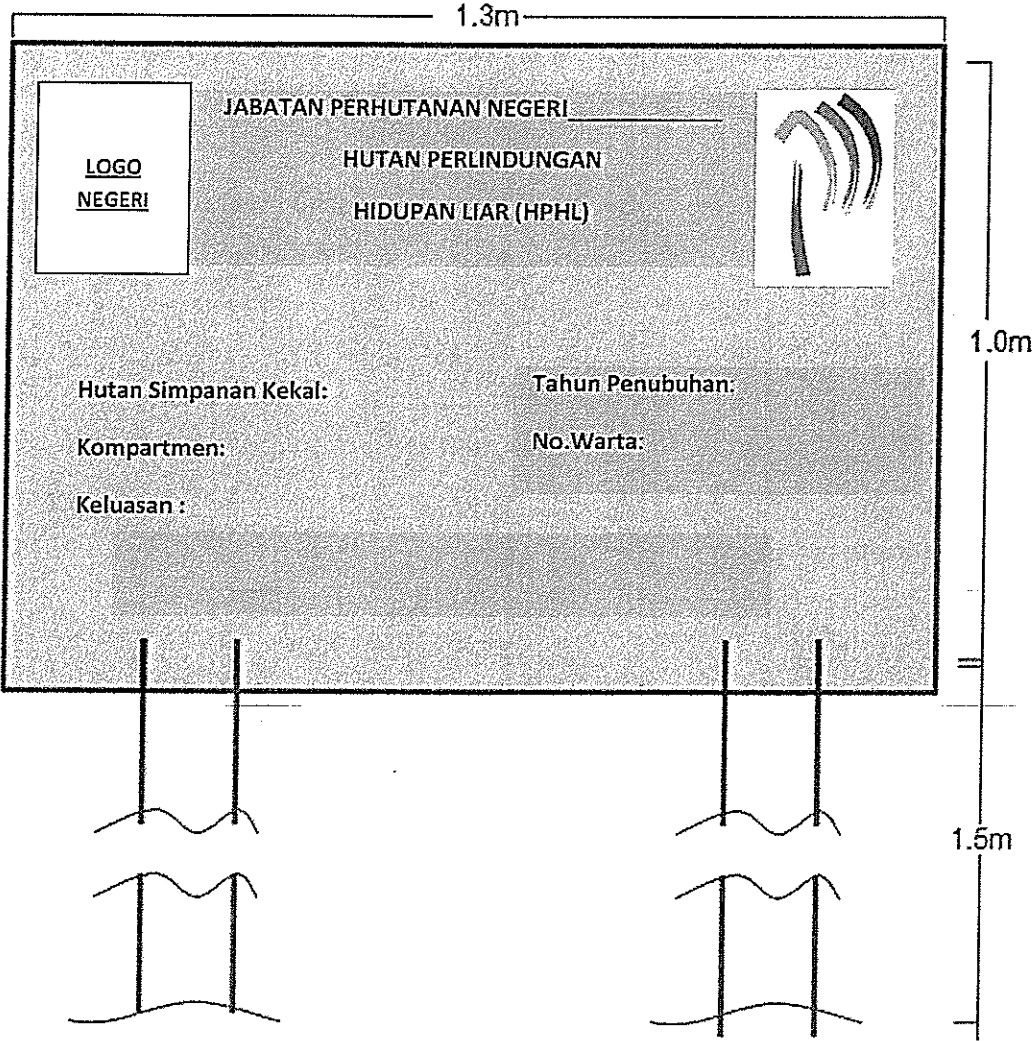 1.3m
JABATAN PERHUTANAN NEGERI____________
LOGO
NEGERI
HUTAN PERLINDUNGAN
HIDUPAN LIAR (HPHL)
1.0m
Hutan Simpanan Kekal:
Tahun Penubuhan:
Kompartmen:
No.Warta:
Keluasan :
1.5m